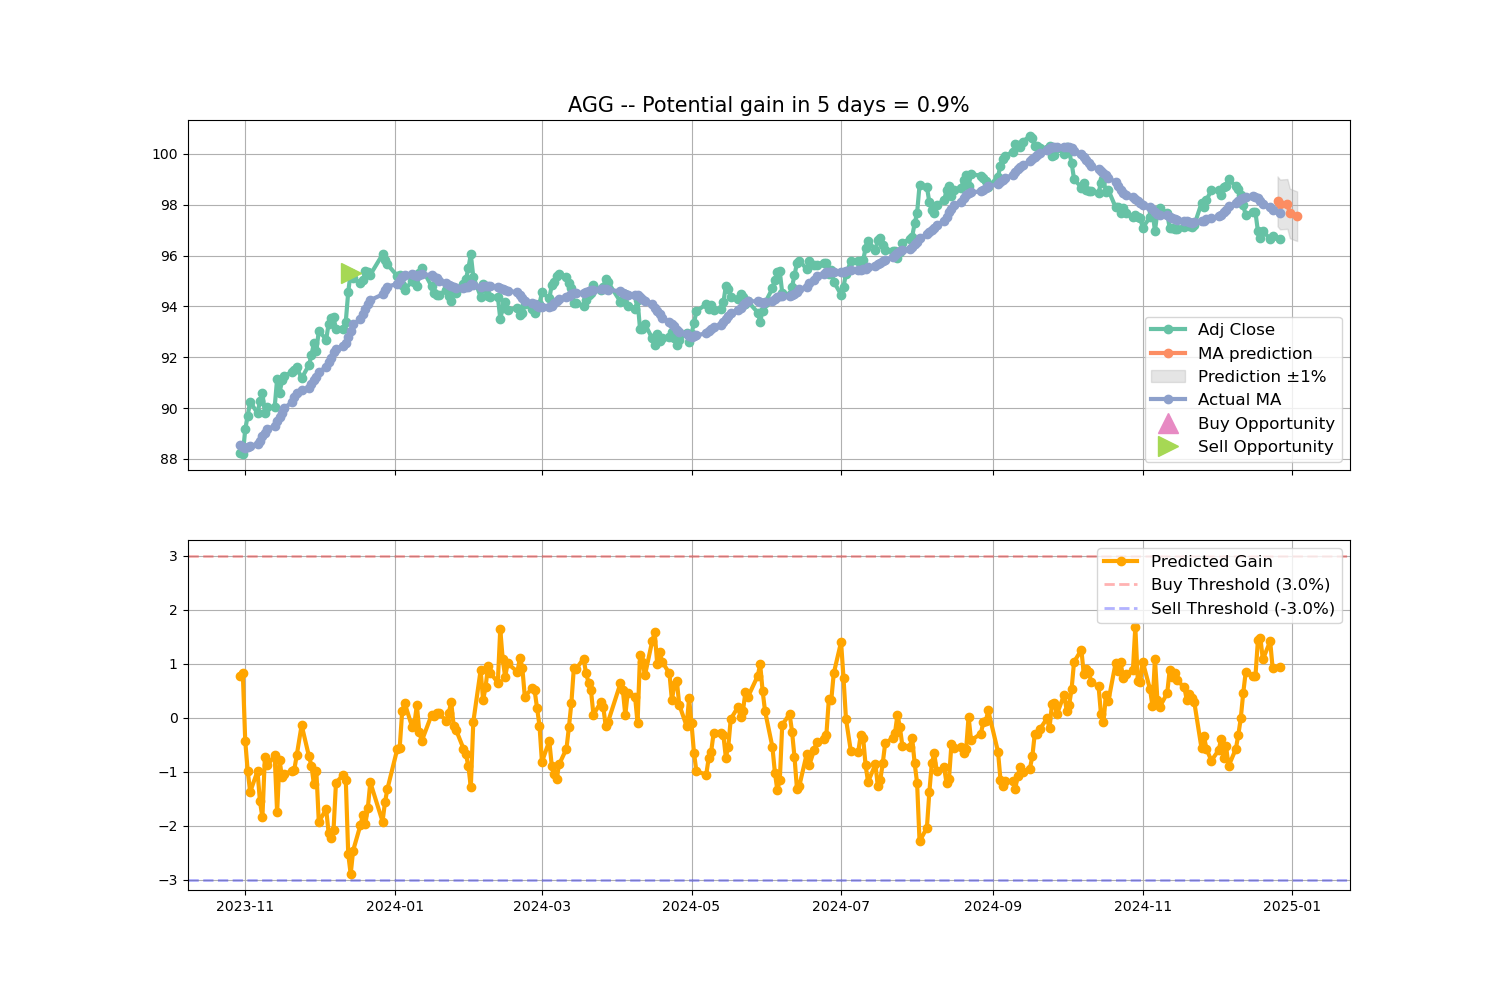 AGG -- Potential gain in 5 days = 0.9%
100
98
96
94
92
90
88
Adj Close
MA prediction
Prediction ±1%
Actual MA
Buy Opportunity
Sell Opportunity
3
2
1
0
−1
−2
−3
Predicted Gain
Buy Threshold (3.0%)
Sell Threshold (-3.0%)
2023-11 2024-01 2024-03 2024-05 2024-07 2024-09 2024-11 2025-01